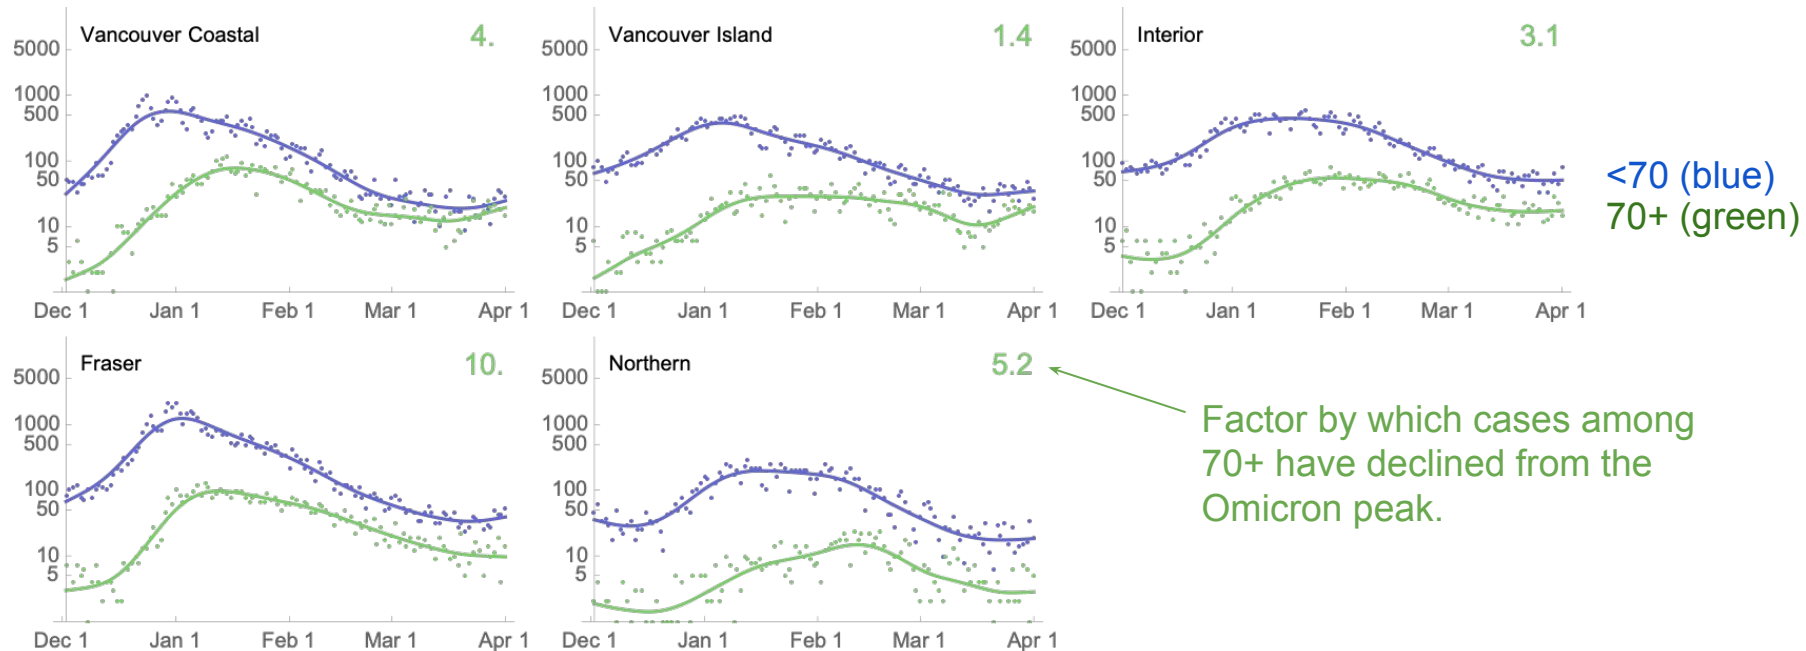 Vancouver Coastal 4.
5000
1000
500
100
50
10
5
Dec 1 Jan 1 Feb 1 Mar 1 Apr 1
Vancouver Island 1.4
5000
1000
500
100
50
10
5
Dec 1 Jan 1 Feb 1 Mar 1 Apr 1
Interior 3.1
5000
1000
500
100
50
10
5
Dec 1 Jan 1 Feb 1 Mar 1 Apr 1
<70 (blue)
70+ (green)
Fraser 10.
5000
1000
500
100
50
10
5
Dec 1 Jan 1 Feb 1 Mar 1 Apr 1
Northern 5.2
5000
1000
500
100
50
10
5
Dec 1 Jan 1 Feb 1 Mar 1 Apr 1
Factor by which cases among
70+ have declined from the
Omicron peak.